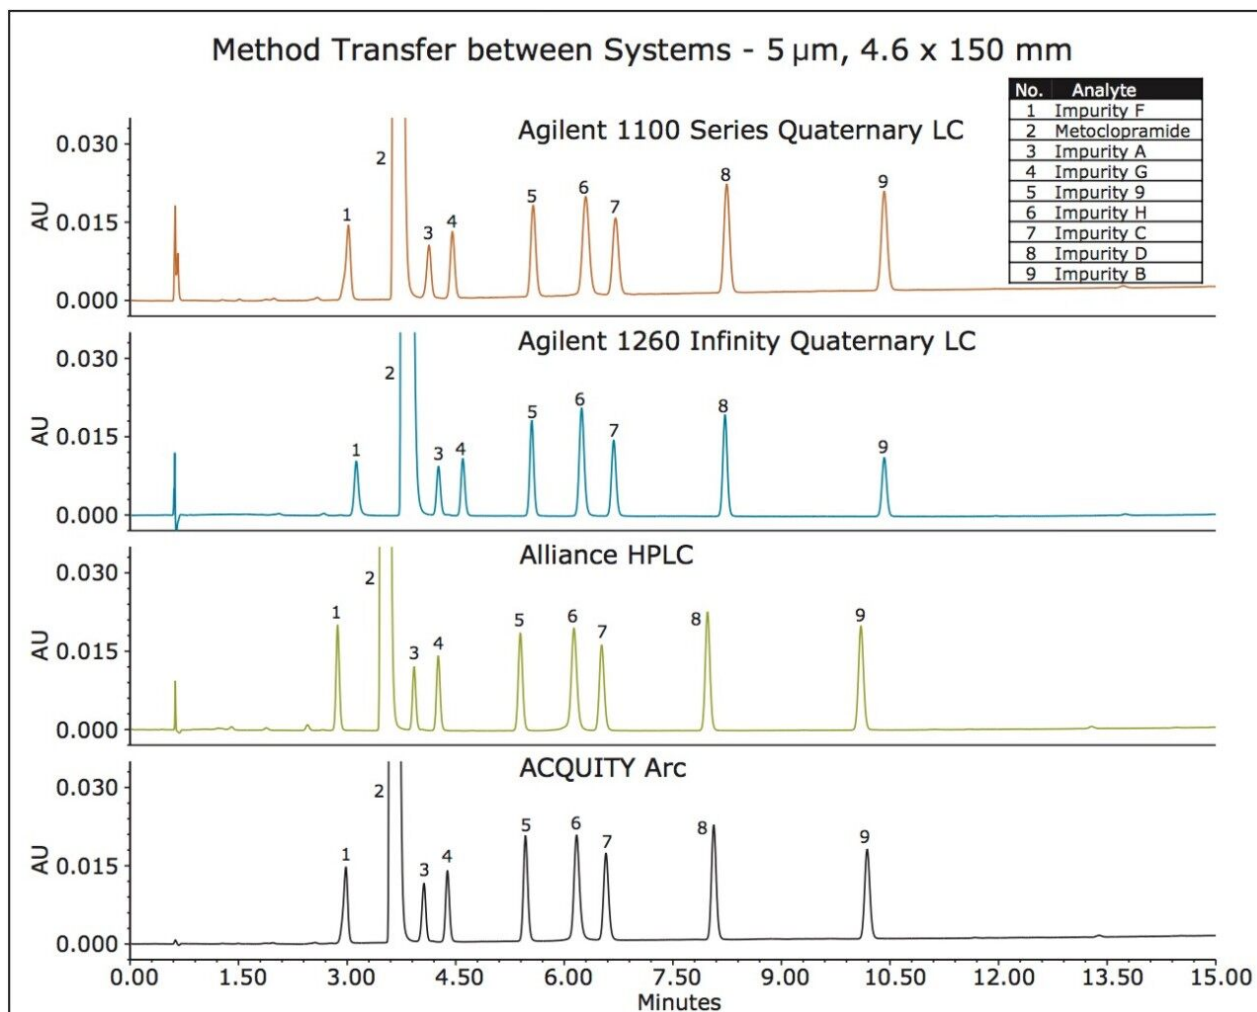 Method Transfer between Systems - 5 µm, 4.6 x 150 mm
No. Analyte
1 Impurity F
2 Metoclopramide
3 Impurity A
4 Impurity G
5 Impurity 9
6 Impurity H
7 Impurity C
8 Impurity D
9 Impurity B
Agilent 1100 Series Quaternary LC
AU
0.030
0.015
0.000
1
2
3
4
5
6
7
8
9
Agilent 1260 Infinity Quaternary LC
AU
0.030
0.015
0.000
1
2
3
4
5
6
7
8
9
Alliance HPLC
AU
0.030
0.015
0.000
1
2
3
4
5
6
7
8
9
ACQUITY Arc
AU
0.030
0.015
0.000
1
2
3
4
5
6
7
8
9
0.00 1.50 3.00 4.50 6.00 7.50 9.00 10.50 12.00 13.50 15.00
Minutes